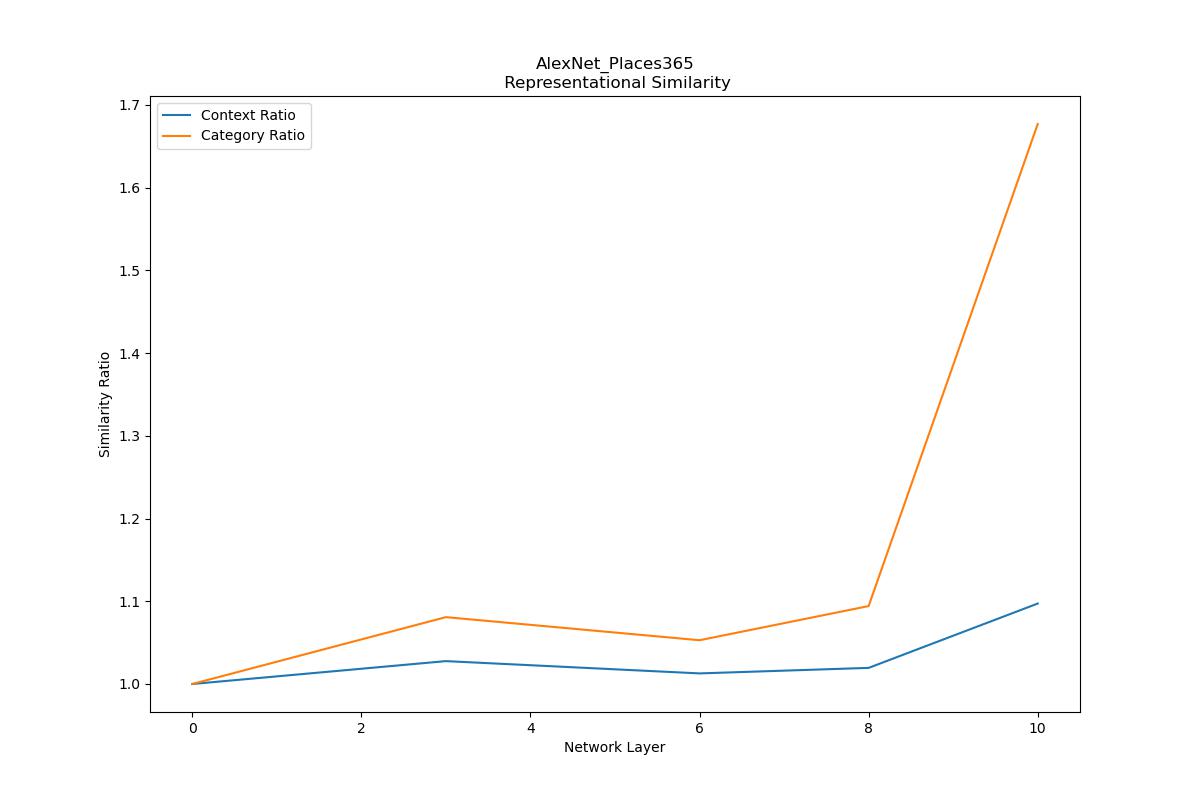 AlexNet_Places365
Representational Similarity
Context Ratio
Category Ratio
Similarity Ratio
1.7
1.6
1.5
1.4
1.3
1.2
1.1
1.0
0 2 4 6 8 10
Network Layer